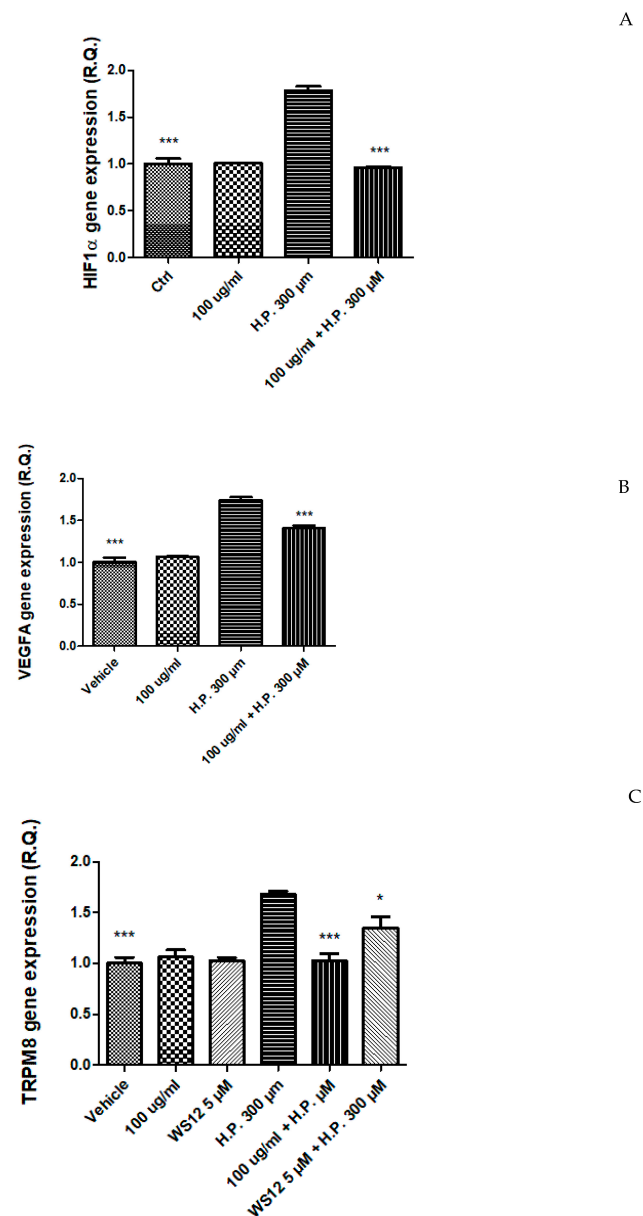 A
HIF1α gene expression (R.Q.)
2.0
1.5
1.0
0.5
0.0
***
***
Ctrl
100 ug/ml
H.P. 300 µm
100 ug/ml + H.P. 300 µM
B
VEGFA gene expression (R.Q.)
2.0
1.5
1.0
0.5
0.0
***
***
Vehicle
100 ug/ml
H.P. 300 µm
100 ug/ml + H.P. 300 µM
C
TRPM8 gene expression (R.Q.)
2.0
1.5
1.0
0.5
0.0
***
***
*
Vehicle
100 ug/ml
WS12 5 µM
H.P. 300 µm
100 ug/ml + H.P. µM
WS12 5 µM + H.P. 300 µM